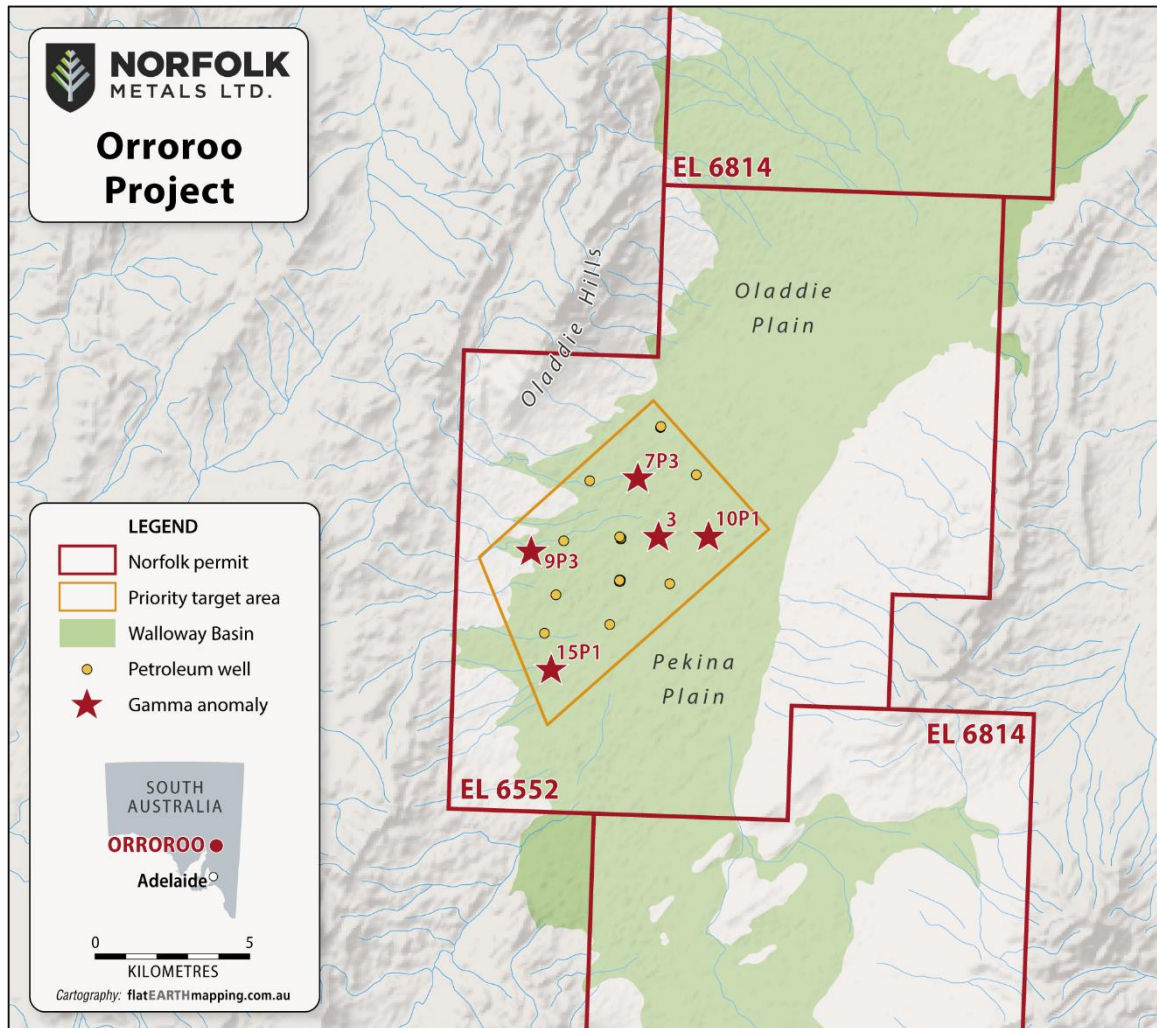 NORFOLK
METALS LTD.
Orroroo
Project
EL 6814
Oladdie Hills
Oladdie
Plain
7P3
3
10P1
9P3
15P1
Pekina
Plain
EL 6814
EL 6552
LEGEND
Norfolk permit
Priority target area
Walloway Basin
Petroleum well
Gamma anomaly
SOUTH
AUSTRALIA
ORROROO
Adelaide
0 5
KILOMETRES
Cartography: flatEARTHmapping.com.au